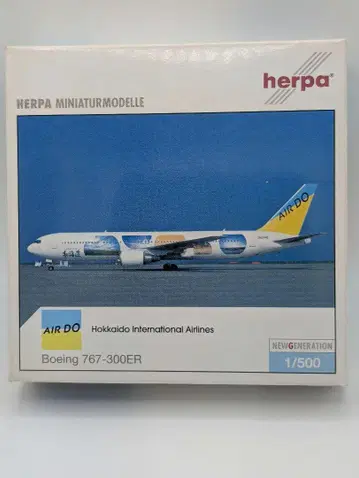 herpa®
HERPA MINIATURMODELLE
AIR DO
AIR DO
Hokkaido International Airlines
Boeing 767-300ER
NEWGENERATION
1/500